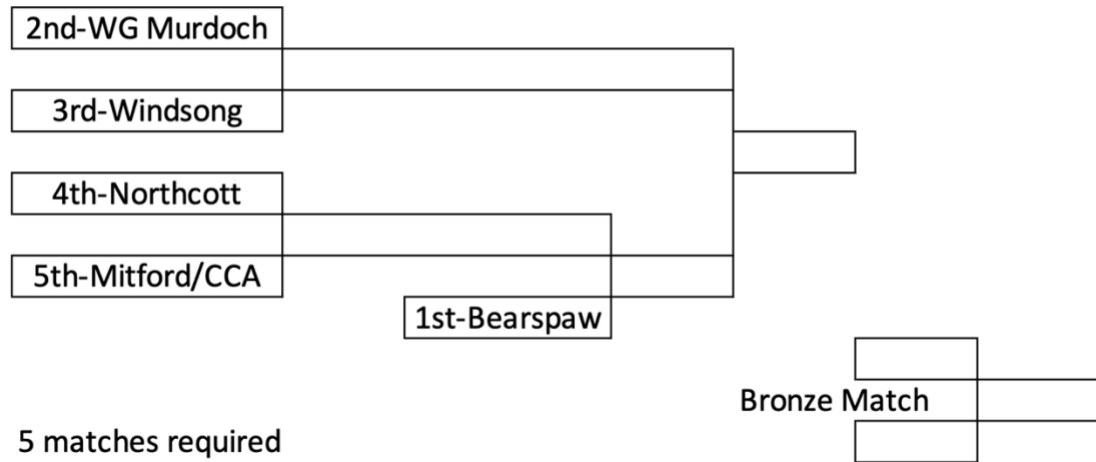 2nd-WG Murdoch
3rd-Windsong
4th-Northcott
5th-Mitford/CCA
1st-Bearspaw
Bronze Match
5 matches required